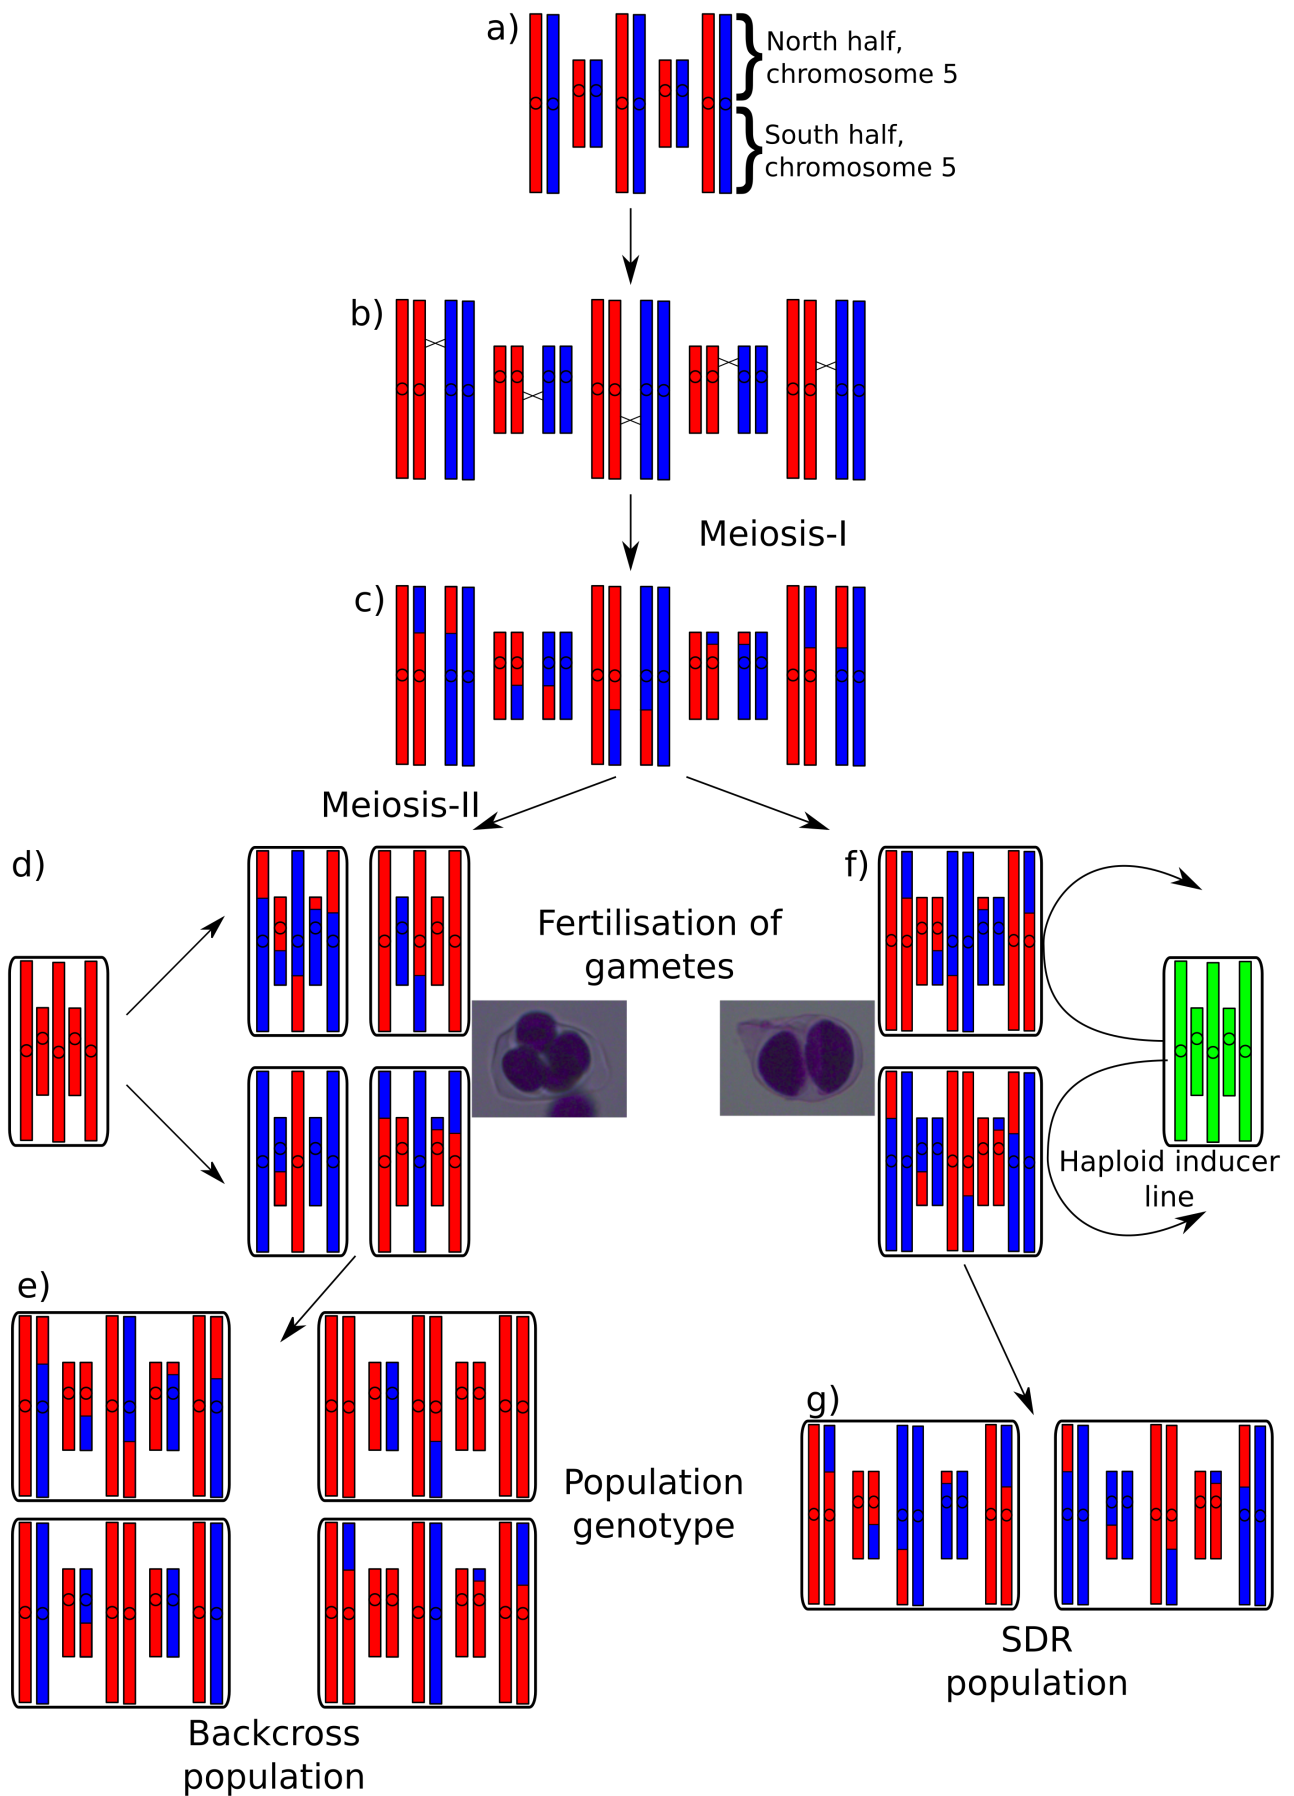 a)
North half,
chromosome 5
South half,
chromosome 5
b)
Meiosis-I
c)
Meiosis-II
d)
f)
Fertilisation of
gametes
Haploid inducer
line
e)
g)
Population
genotype
SDR
population
Backcross
population